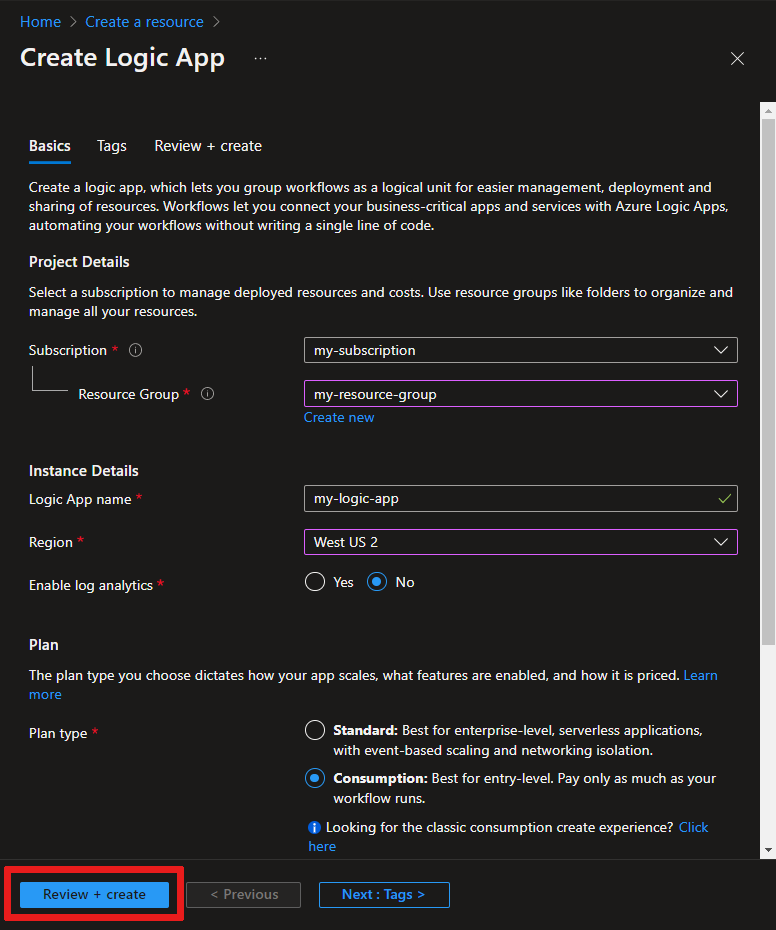 Home > Create a resource >
Create Logic App ...
Basics Tags Review + create
Create a logic app, which lets you group workflows as a logical unit for easier management, deployment and
sharing of resources. Workflows let you connect your business-critical apps and services with Azure Logic Apps,
automating your workflows without writing a single line of code.
Project Details
Select a subscription to manage deployed resources and costs. Use resource groups like folders to organize and
manage all your resources.
Subscription * my-subscription
Resource Group * my-resource-group
Create new
Instance Details
Logic App name * my-logic-app
Region * West US 2
Enable log analytics * Yes No
Plan
The plan type you choose dictates how your app scales, what features are enabled, and how it is priced. Learn
more
Plan type * Standard: Best for enterprise-level, serverless applications,
with event-based scaling and networking isolation.
Consumption: Best for entry-level. Pay only as much as your
workflow runs.
Looking for the classic consumption create experience? Click
here
Review + create < Previous Next : Tags >